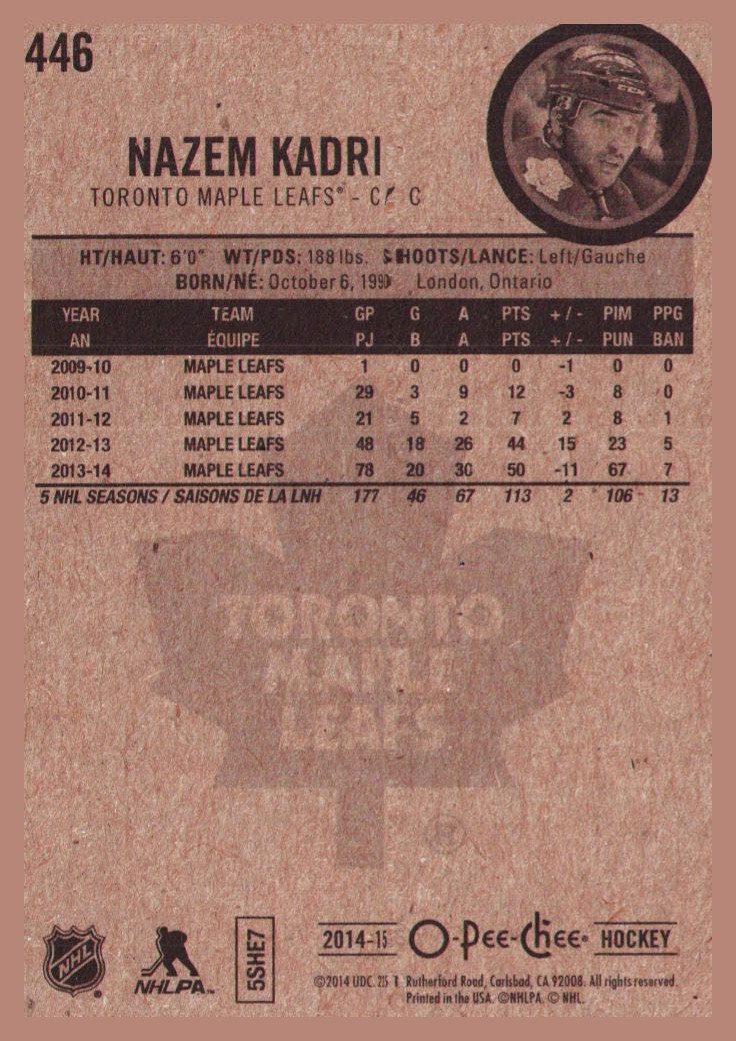 446
NAZEM KADRI
TORONTO MAPLE LEAFS® - C/ C
HT/HAUT: 6'0" WT/PDS: 188 lbs. SHOOTS/LANCE: Left/Gauche
BORN/NÉ: October 6, 1990 London, Ontario
YEAR TEAM GP G A PTS +/- PIM PPG
AN ÉQUIPE PJ B A PTS +/- PUN BAN
2009-10 MAPLE LEAFS 1 0 0 0 -1 0 0
2010-11 MAPLE LEAFS 29 3 9 12 -3 8 0
2011-12 MAPLE LEAFS 21 5 2 7 2 8 1
2012-13 MAPLE LEAFS 48 18 26 44 15 23 5
2013-14 MAPLE LEAFS 78 20 30 50 -11 67 7
5 NHL SEASONS / SAISONS DE LA LNH 177 46 67 113 2 106 13
TORONTO
MAPLE
LEAFS
®
NHL ®
NHLPA™
5SHE7
2014-15 O-Pee-Chee® HOCKEY
©2014 UDC. Rutherford Road, Carlsbad, CA 92008. All rights reserved.
Printed in the USA. ©NHLPA. © NHL.
CCM